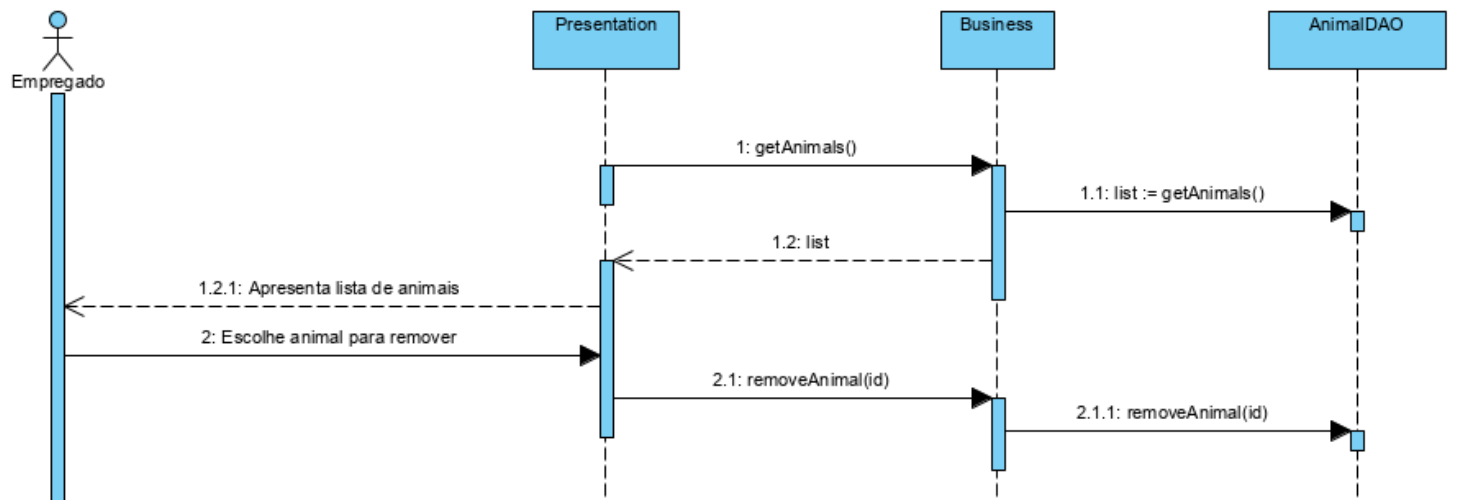 Presentation
Business
AnimalDAO
Empregado
1: getAnimals()
1.1: list := getAnimals()
1.2: list
1.2.1: Apresenta lista de animais
2: Escolhe animal para remover
2.1: removeAnimal(id)
2.1.1: removeAnimal(id)